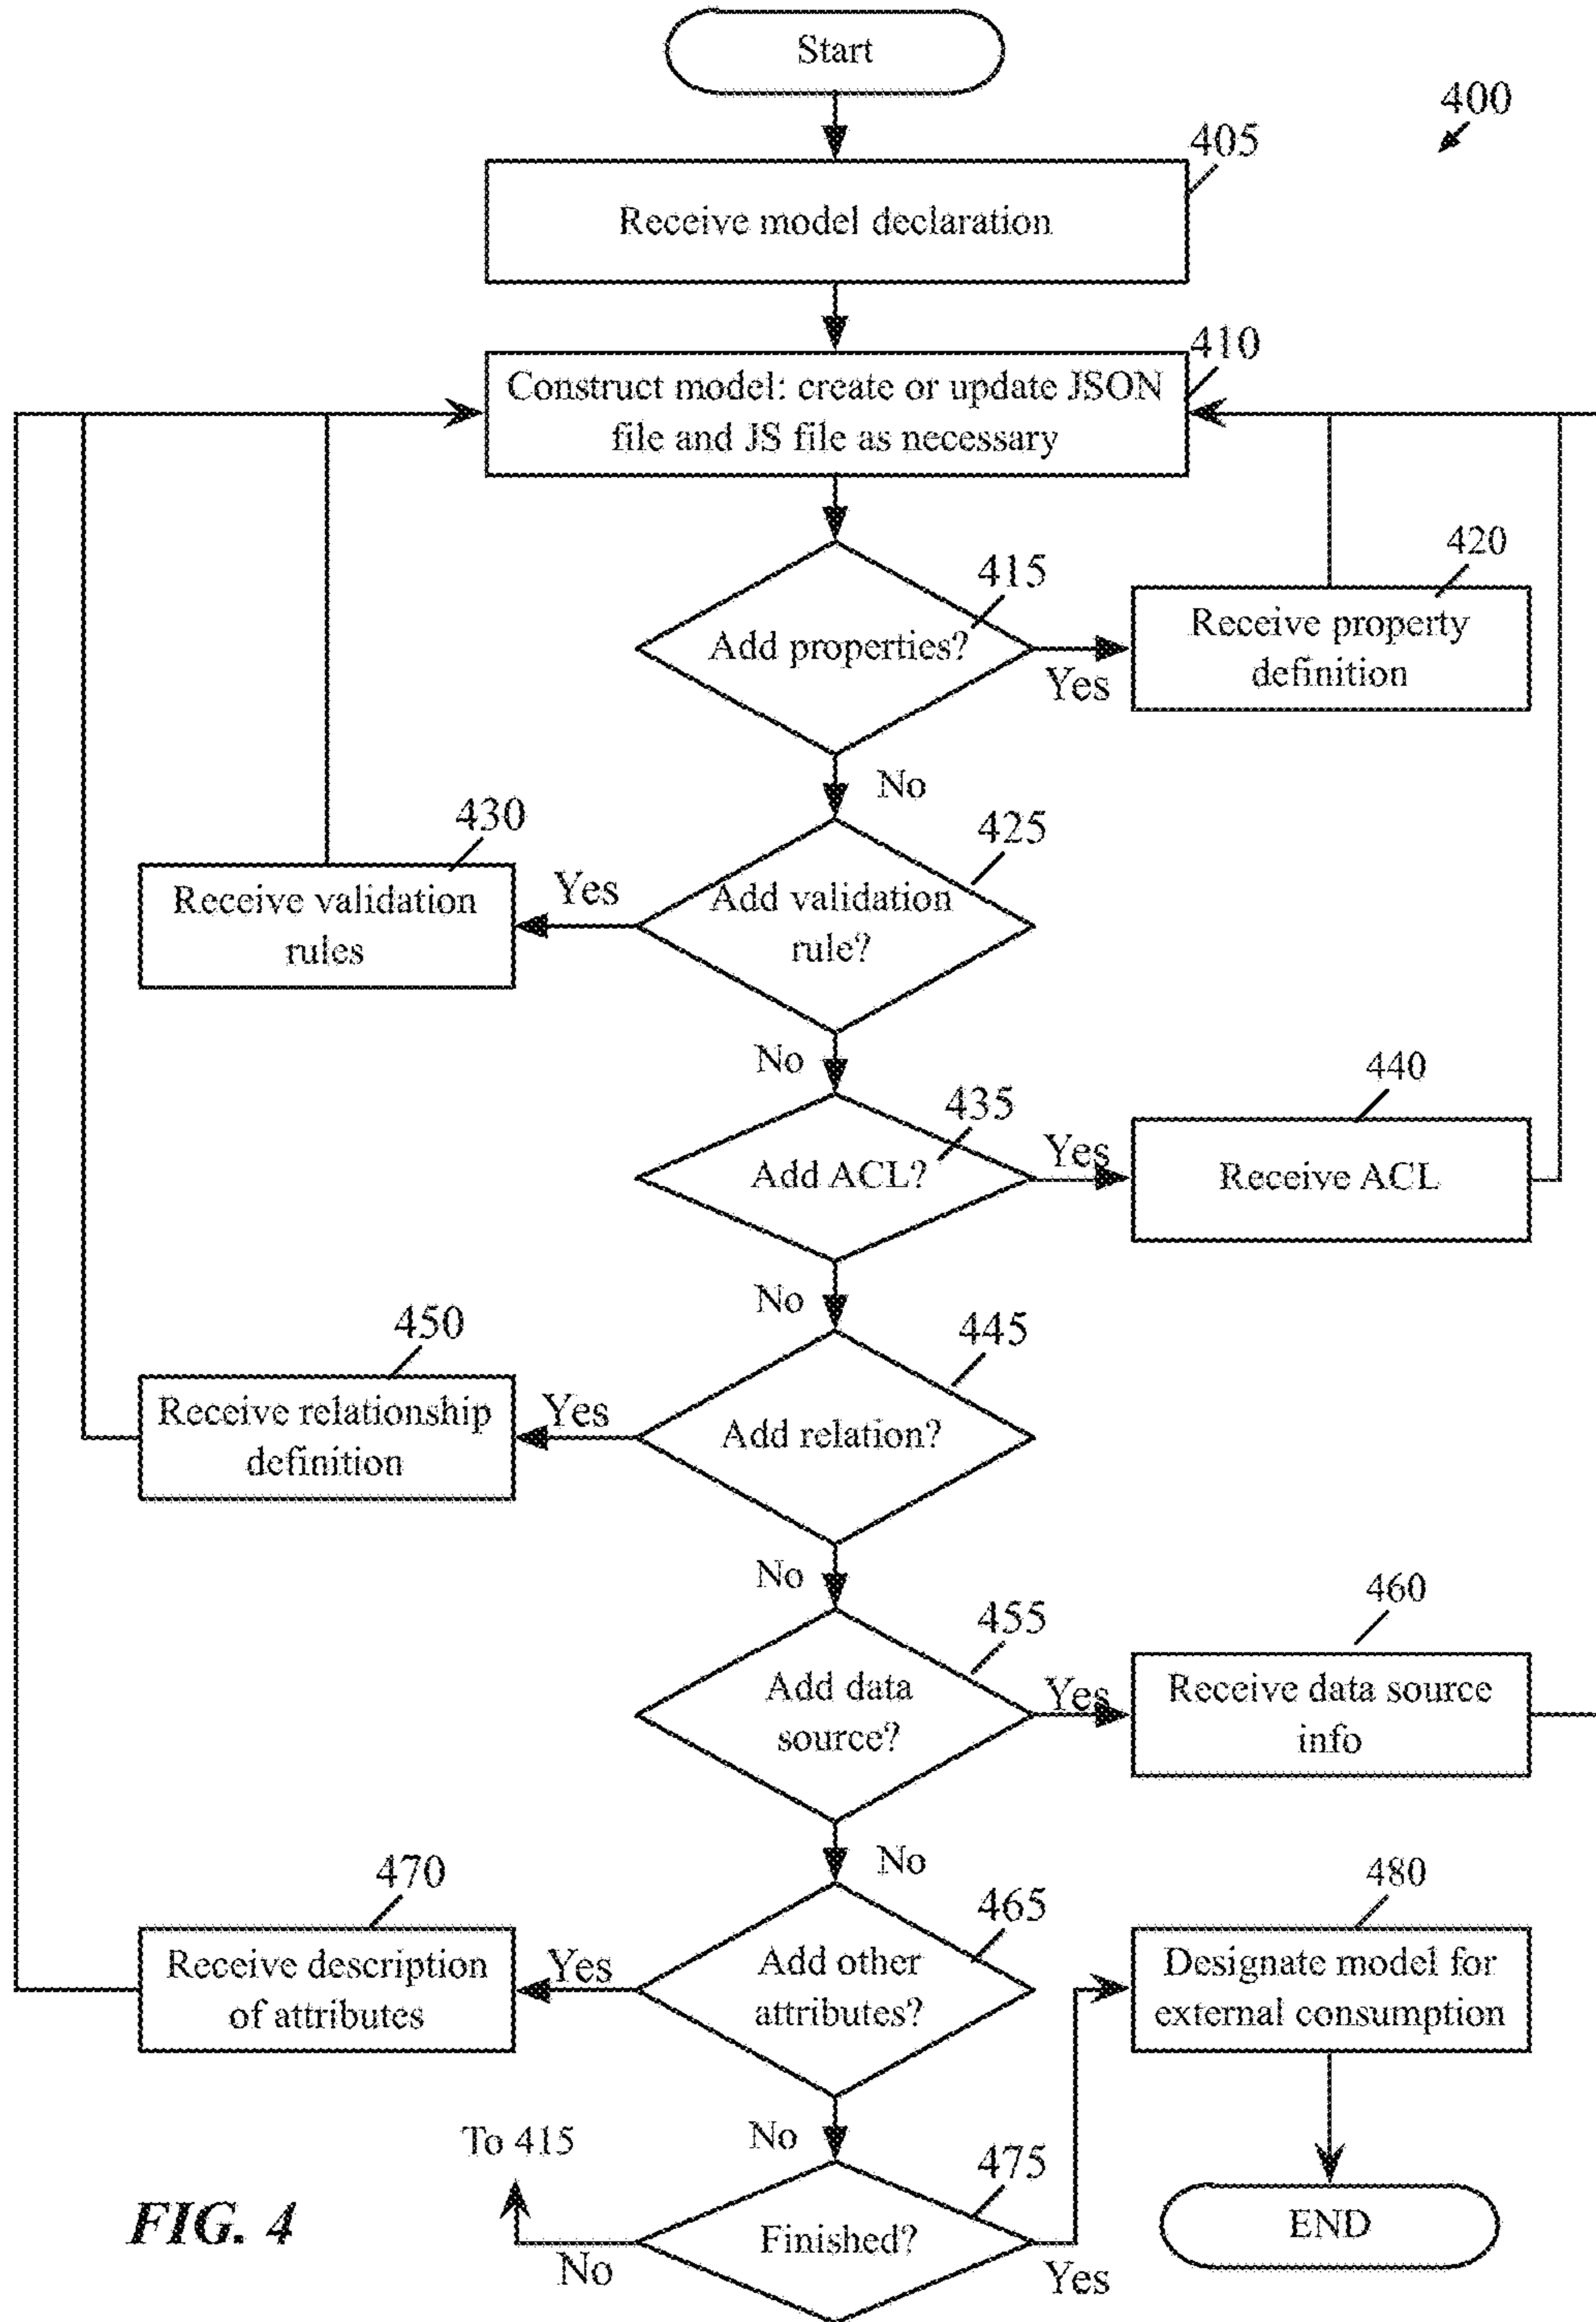 Start
400
405
Receive model declaration
410
Construct model: create or update JSON
file and JS file as necessary
415
Add properties?
Yes
420
Receive property
definition
No
430
Receive validation
rules
Yes
425
Add validation
rule?
No
435
Add ACL?
Yes
440
Receive ACL
No
450
Receive relationship
definition
Yes
445
Add relation?
No
455
Add data
source?
Yes
460
Receive data source
info
No
470
Receive description
of attributes
Yes
465
Add other
attributes?
480
Designate model for
external consumption
No
To 415
475
Finished?
No
Yes
END
FIG. 4